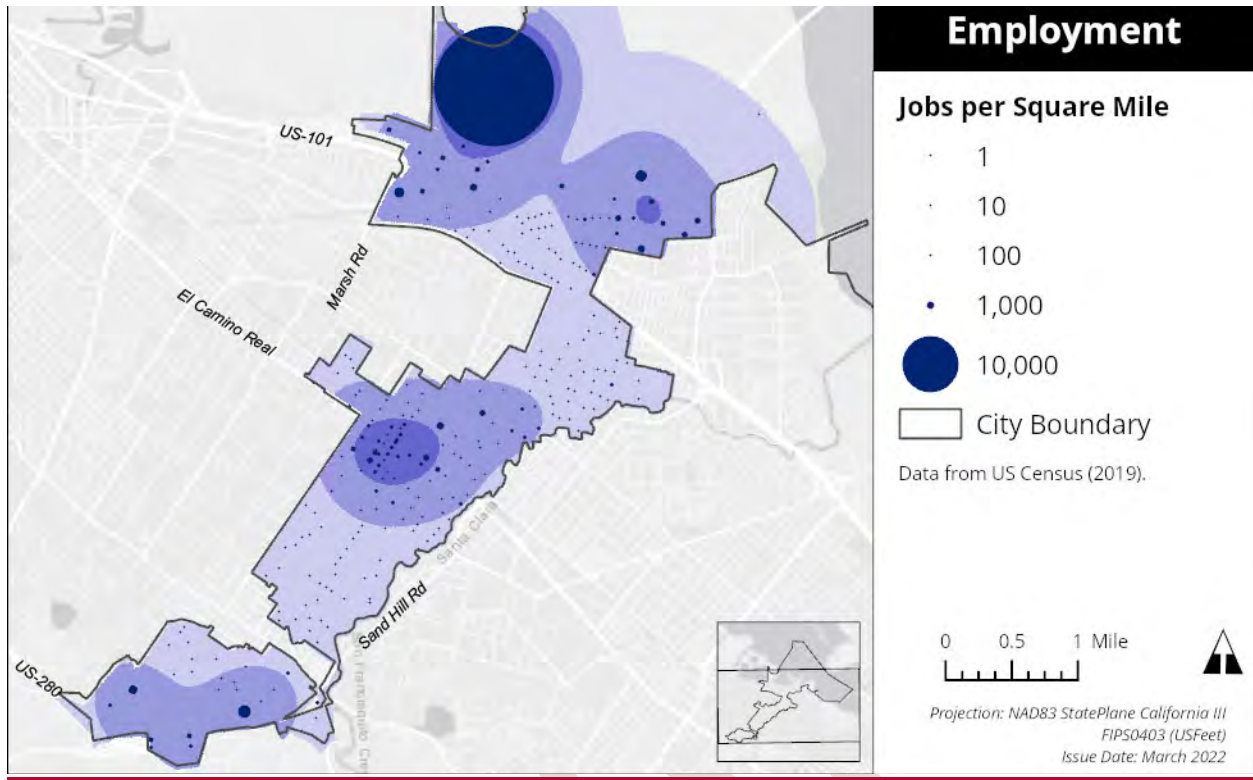 Employment
Jobs per Square Mile
1
10
100
1,000
10,000
City Boundary
Data from US Census (2019).
US-101
Marsh Rd
El Camino Real
Santa Clara
Sand Hill Rd
US-280
0 0.5 1 Mile
Projection: NAD83 StatePlane California III
FIPS0403 (USFeet)
Issue Date: March 2022